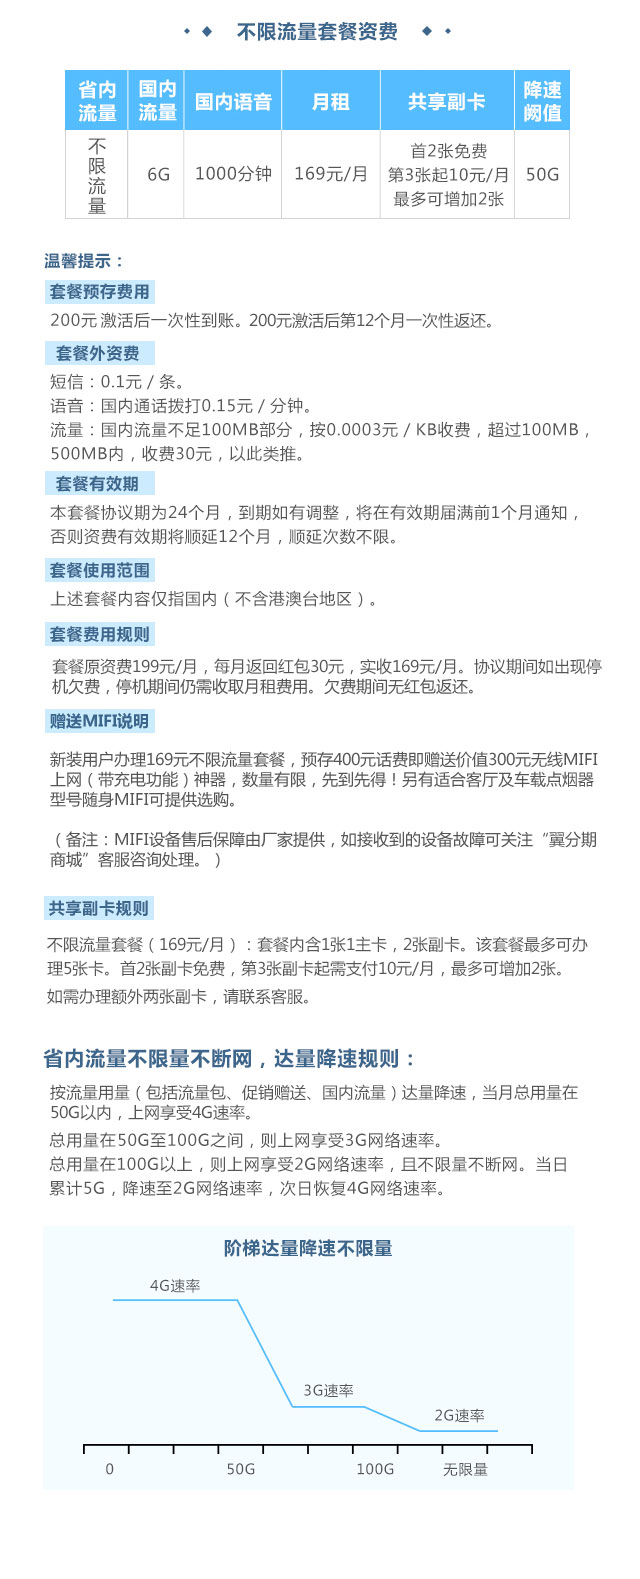 不限流量套餐资费
省内流量 国内流量 国内语音 月租 共享副卡 降速阙值
不限流量 6G 1000分钟 169元/月 首2张免费 第3张起10元/月 最多可增加2张 50G
温馨提示：
套餐预存费用
200元 激活后一次性到账。200元激活后第12个月一次性返还。
套餐外资费
短信：0.1元 / 条。
语音：国内通话拨打0.15元 / 分钟。
流量：国内流量不足100MB部分，按0.0003元 / KB收费，超过100MB，
500MB内，收费30元，以此类推。
套餐有效期
本套餐协议期为24个月，到期如有调整，将在有效期届满前1个月通知，
否则资费有效期将顺延12个月，顺延次数不限。
套餐使用范围
上述套餐内容仅指国内（不含港澳台地区）。
套餐费用规则
套餐原资费199元/月，每月返回红包30元，实收169元/月。协议期间如出现停
机欠费，停机期间仍需收取月租费用。欠费期间无红包返还。
赠送MIFI说明
新装用户办理169元不限流量套餐，预存400元话费即赠送价值300元无线MIFI
上网（带充电功能）神器，数量有限，先到先得！另有适合客厅及车载点烟器
型号随身MIFI可提供选购。
（备注：MIFI设备售后保障由厂家提供，如接收到的设备故障可关注“翼分期
商城”客服咨询处理。）
共享副卡规则
不限流量套餐（169元/月）：套餐内含1张1主卡，2张副卡。该套餐最多可办
理5张卡。首2张副卡免费，第3张副卡起需支付10元/月，最多可增加2张。
如需办理额外两张副卡，请联系客服。
省内流量不限量不断网，达量降速规则：
按流量用量（包括流量包、促销赠送、国内流量）达量降速，当月总用量在
50G以内，上网享受4G速率。
总用量在50G至100G之间，则上网享受3G网络速率。
总用量在100G以上，则上网享受2G网络速率，且不限量不断网。当日
累计5G，降速至2G网络速率，次日恢复4G网络速率。
阶梯达量降速不限量
4G速率
3G速率
2G速率
0 50G 100G 无限量